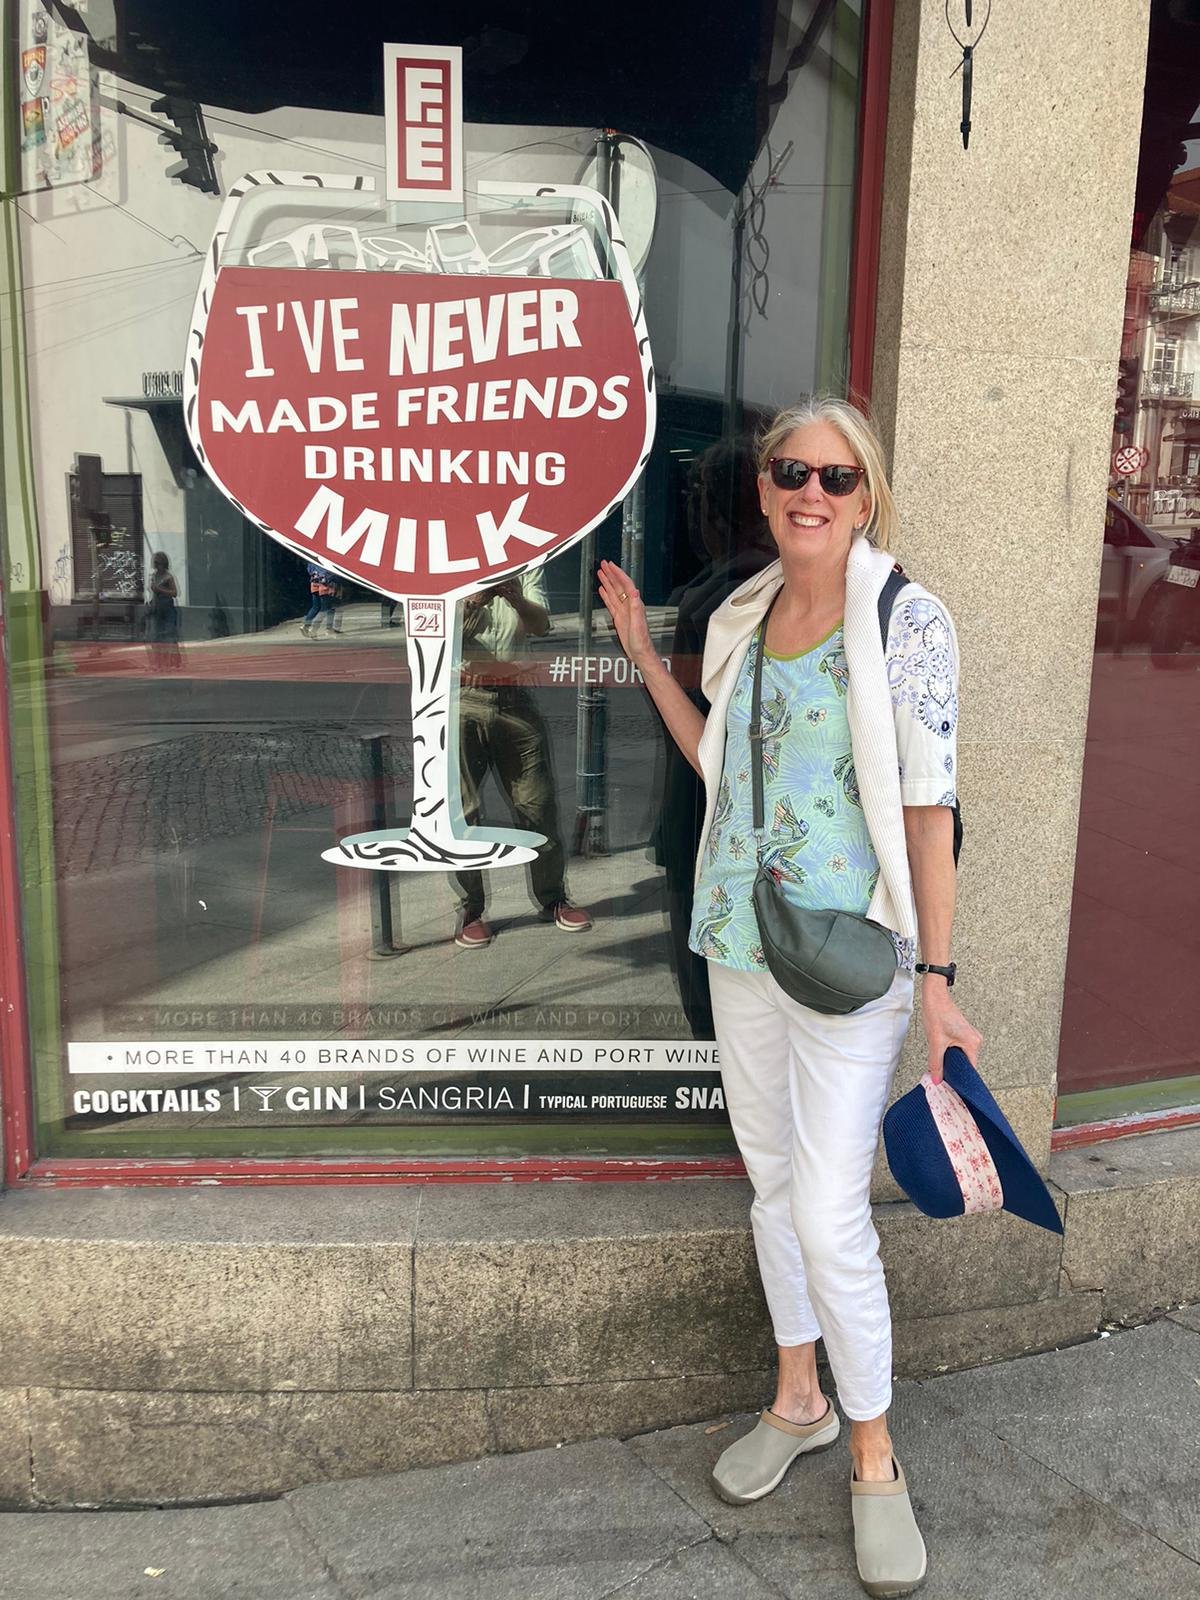 F.
E
I'VE NEVER
MADE FRIENDS
DRINKING
MILK
BEEFEATER
24
#FEPORTO
• MORE THAN 40 BRANDS OF WINE AND PORT WINE
COCKTAILS | GIN | SANGRIA | TYPICAL PORTUGUESE SNA